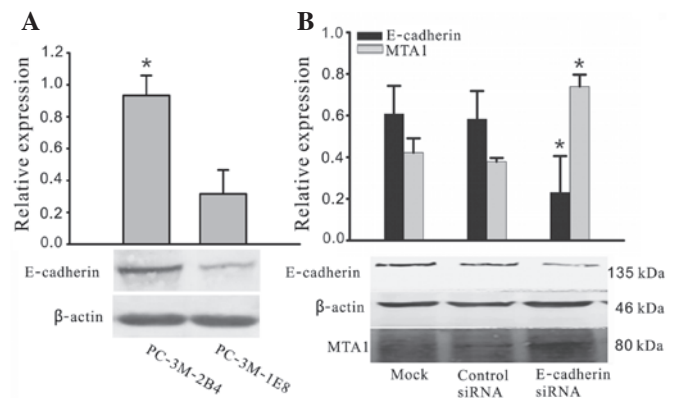 A
Relative expression
1.2
1.0
0.8
0.6
0.4
0.2
0.0
*
E-cadherin
β-actin
PC-3M-2B4
PC-3M-1E8
B
E-cadherin
MTA1
Relative expression
1.0
0.8
0.6
0.4
0.2
0.0
*
*
E-cadherin
135 kDa
β-actin
46 kDa
MTA1
80 kDa
Mock
Control
siRNA
E-cadherin
siRNA